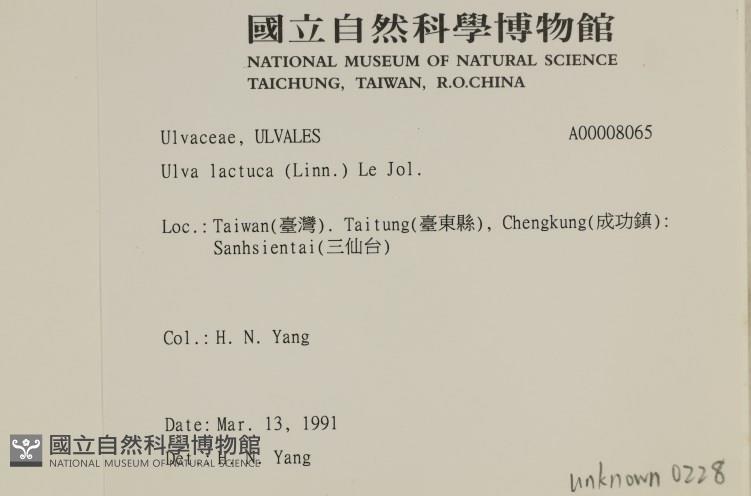 國立自然科學博物館
NATIONAL MUSEUM OF NATURAL SCIENCE
TAICHUNG, TAIWAN, R.O.CHINA
Ulvaceae, ULVALES A00008065
Ulva lactuca (Linn.) Le Jol.
Loc.: Taiwan(臺灣). Taitung(臺東縣), Chengkung(成功鎮):
Sanhsientai(三仙台)
Col.: H. N. Yang
Date: Mar. 13, 1991
國立自然科學博物館
NATIONAL MUSEUM OF NATURAL SCIENCE
Det.: H. N. Yang
unknown 0228